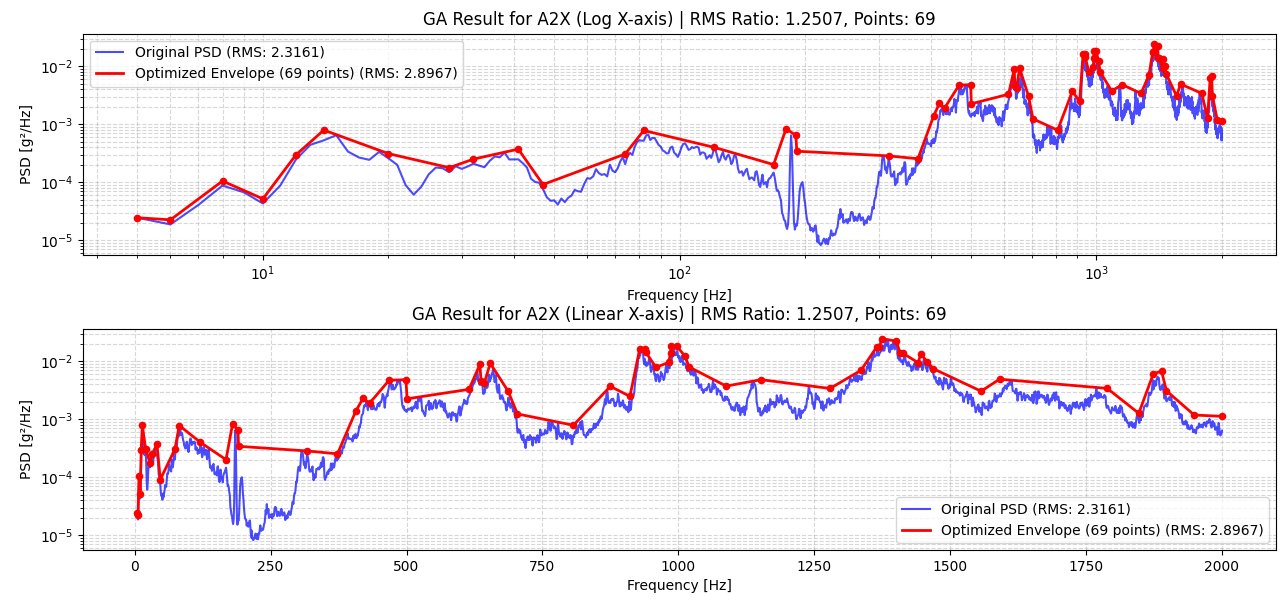 GA Result for A2X (Log X-axis) | RMS Ratio: 1.2507, Points: 69
PSD [g²/Hz]
10⁻²
10⁻³
10⁻⁴
10⁻⁵
Original PSD (RMS: 2.3161)
Optimized Envelope (69 points) (RMS: 2.8967)
10¹ 10² 10³
Frequency [Hz]
GA Result for A2X (Linear X-axis) | RMS Ratio: 1.2507, Points: 69
PSD [g²/Hz]
10⁻²
10⁻³
10⁻⁴
10⁻⁵
Original PSD (RMS: 2.3161)
Optimized Envelope (69 points) (RMS: 2.8967)
0 250 500 750 1000 1250 1500 1750 2000
Frequency [Hz]